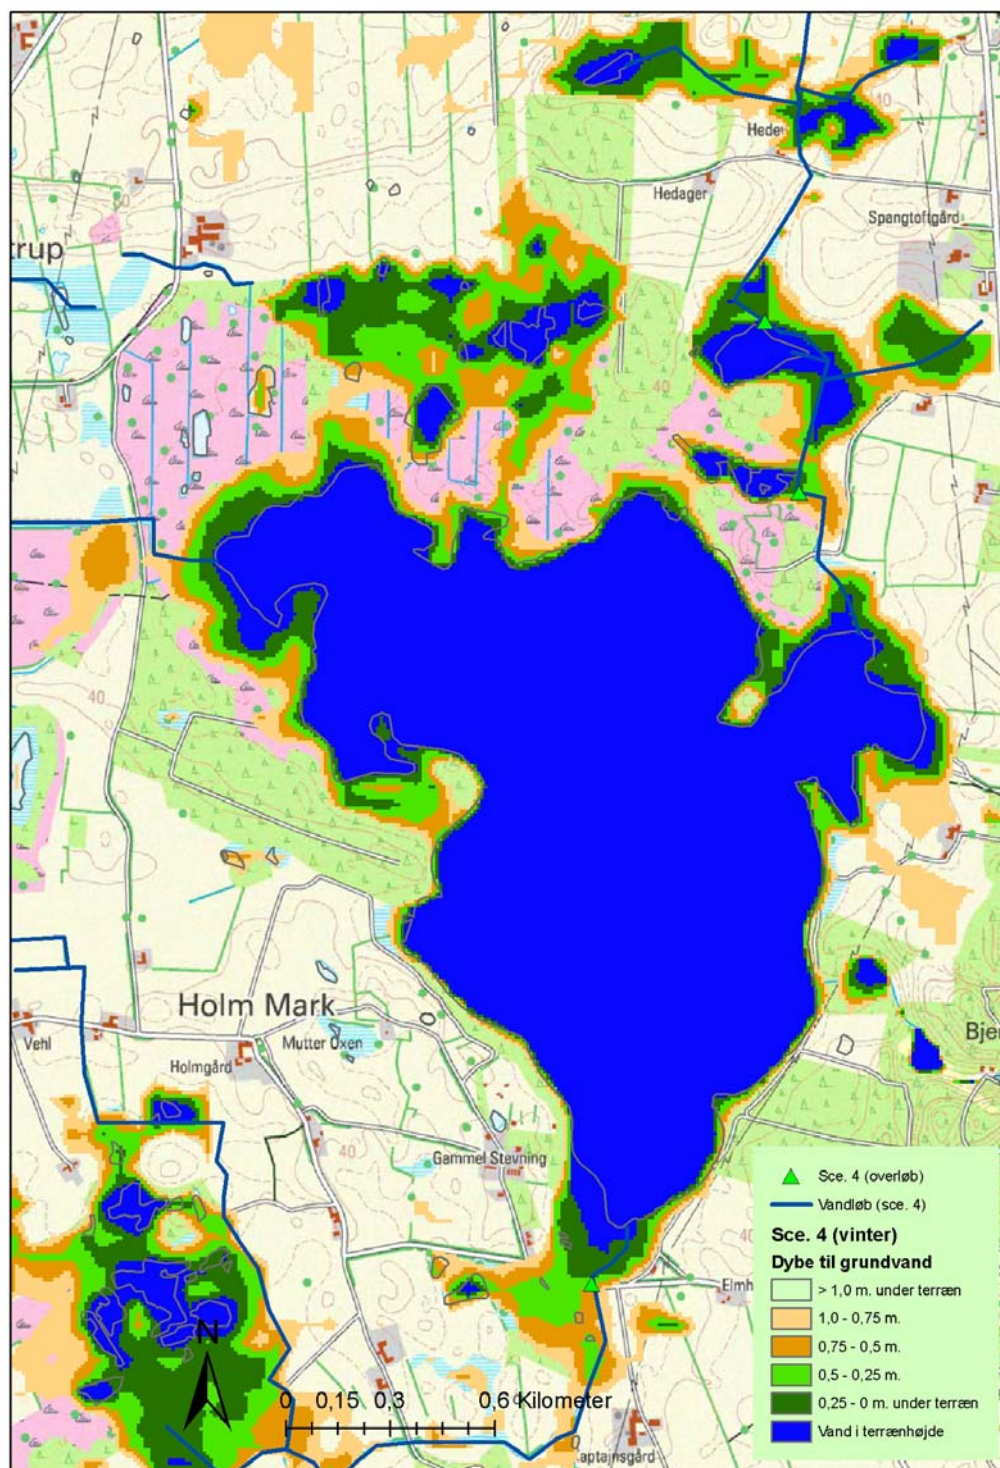 40
Hede
Hedager
Spangtoftgård
trup
50
40
40
40
Holm Mark
Vehl
Mutter Oxen
Holmgård
Bje
40
Gammel Stevning
40
Elmh
aptajnsgård
N
0 0,15 0,3 0,6 Kilometer
Sce. 4 (overløb)
Vandløb (sce. 4)
Sce. 4 (vinter)
Dybe til grundvand
> 1,0 m. under terræn
1,0 - 0,75 m.
0,75 - 0,5 m.
0,5 - 0,25 m.
0,25 - 0 m. under terræn
Vand i terrænhøjde